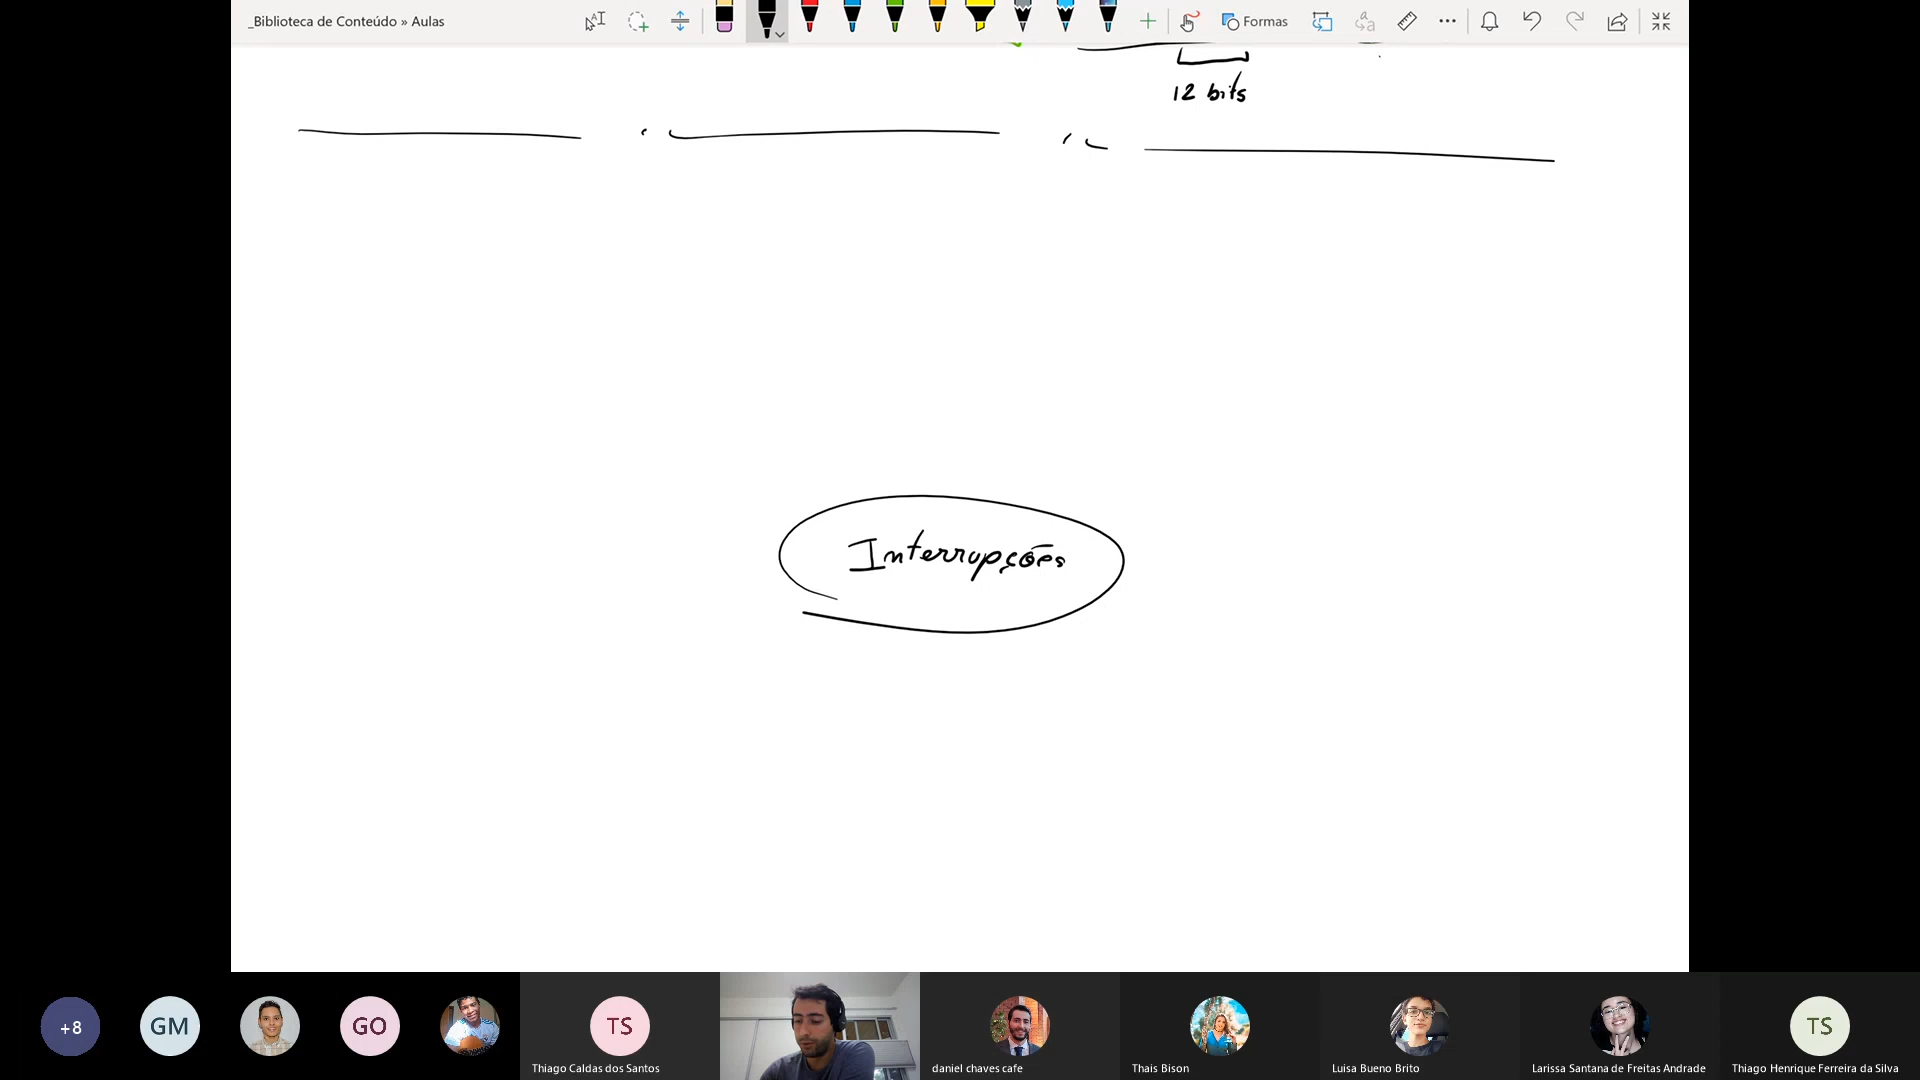 _Biblioteca de Conteúdo » Aulas
Formas
12 bits
Interrupções
+8
GM
GO
TS
Thiago Caldas dos Santos
daniel chaves cafe
Thais Bison
Luisa Bueno Brito
Larissa Santana de Freitas Andrade
TS
Thiago Henrique Ferreira da Silva